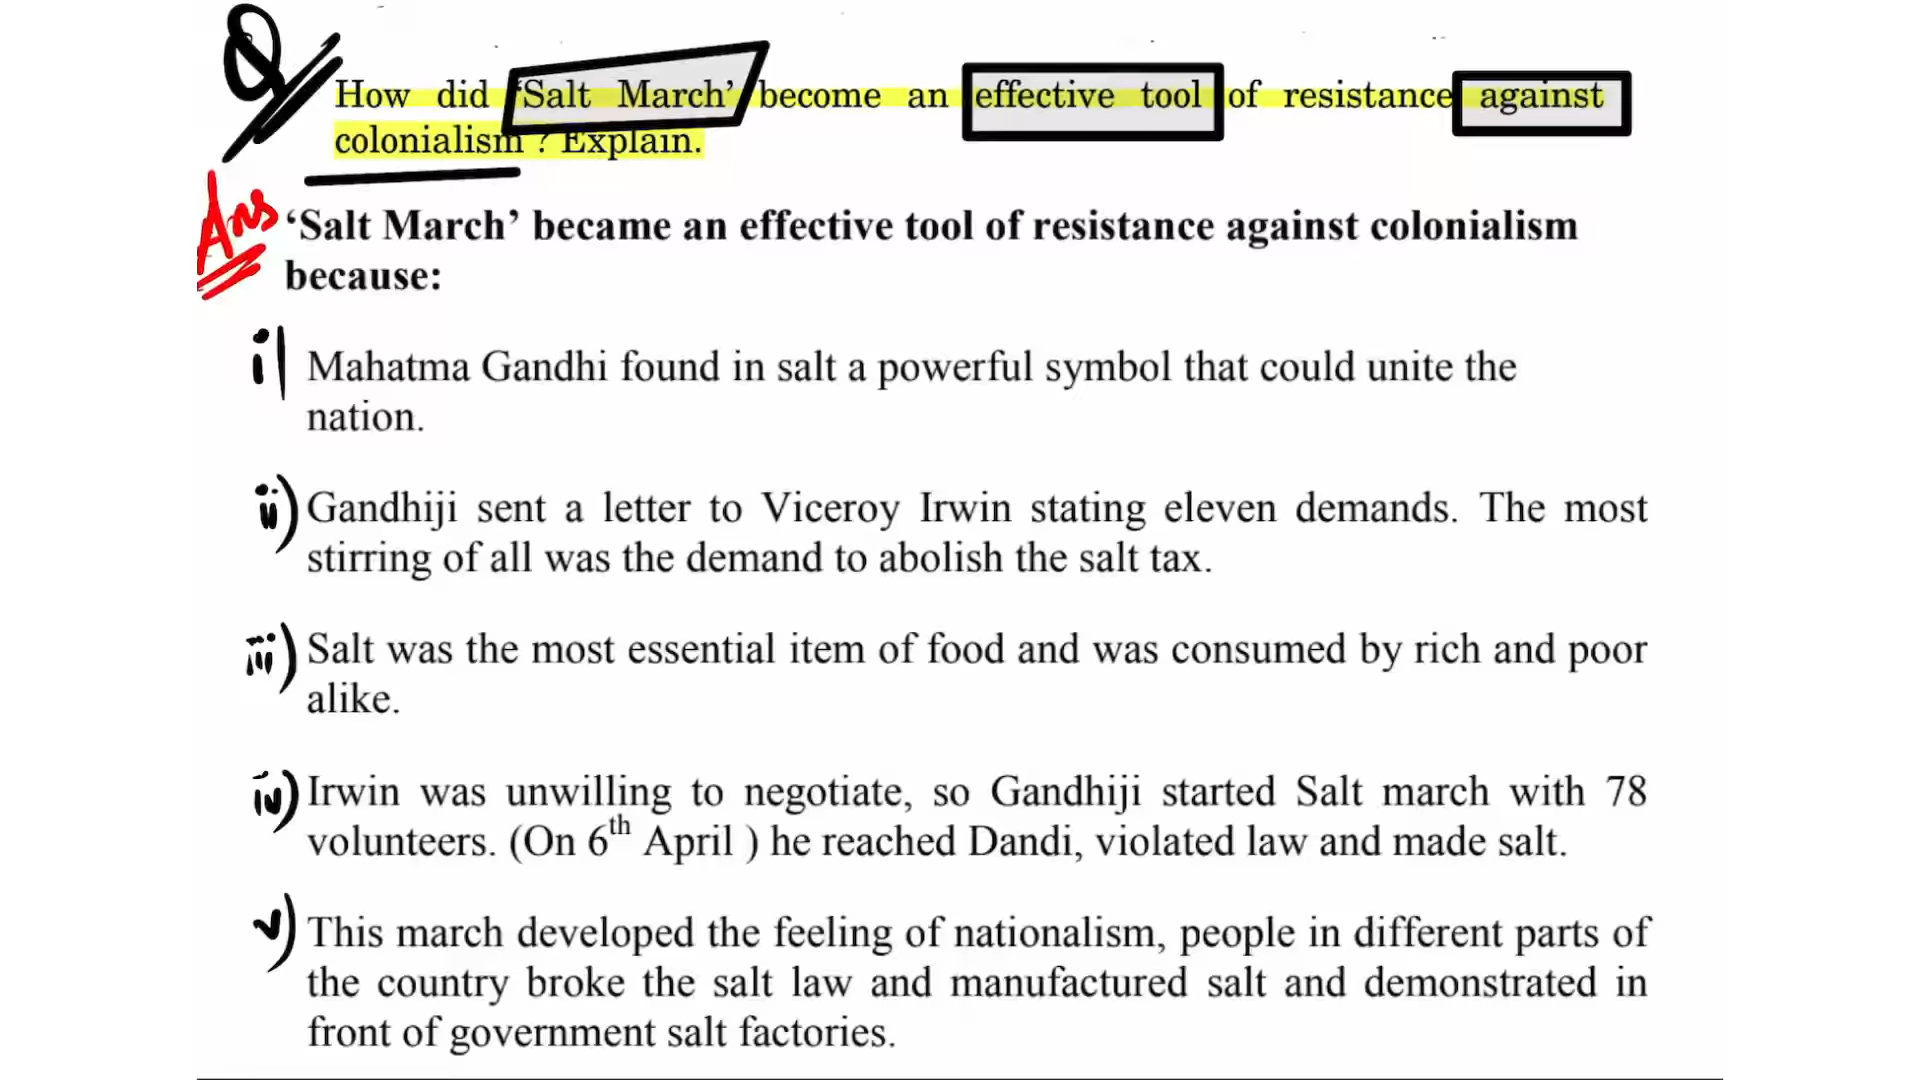 Q
How did ‘Salt March’ become an effective tool of resistance against
colonialism ? Explain.
Ans ‘Salt March’ became an effective tool of resistance against colonialism
because:
i) Mahatma Gandhi found in salt a powerful symbol that could unite the
nation.
ii) Gandhiji sent a letter to Viceroy Irwin stating eleven demands. The most
stirring of all was the demand to abolish the salt tax.
iii) Salt was the most essential item of food and was consumed by rich and poor
alike.
iv) Irwin was unwilling to negotiate, so Gandhiji started Salt march with 78
volunteers. (On 6th April ) he reached Dandi, violated law and made salt.
v) This march developed the feeling of nationalism, people in different parts of
the country broke the salt law and manufactured salt and demonstrated in
front of government salt factories.